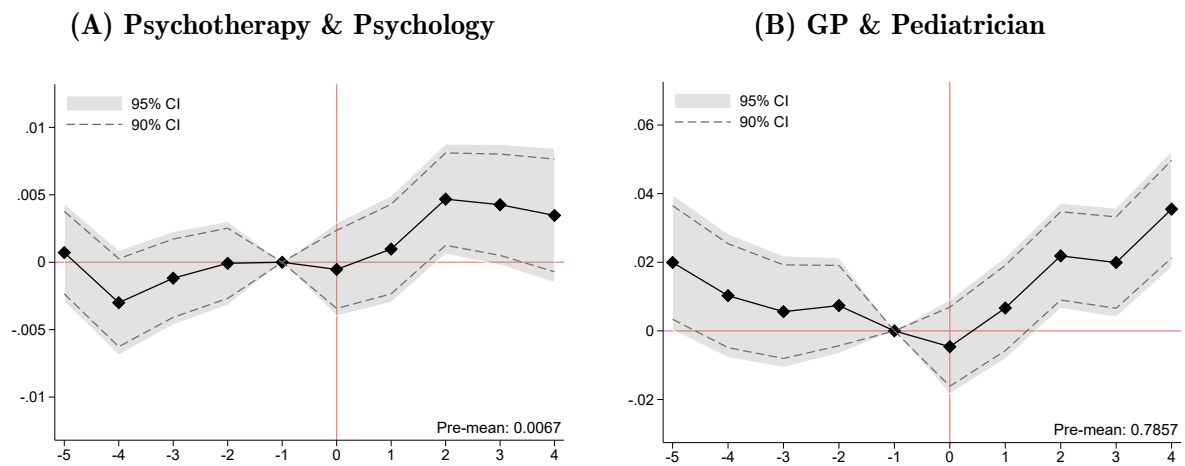 (A) Psychotherapy & Psychology
95% CI
90% CI
.01
.005
0
-.005
-.01
Pre-mean: 0.0067
-5 -4 -3 -2 -1 0 1 2 3 4
(B) GP & Pediatrician
95% CI
90% CI
.06
.04
.02
0
-.02
Pre-mean: 0.7857
-5 -4 -3 -2 -1 0 1 2 3 4